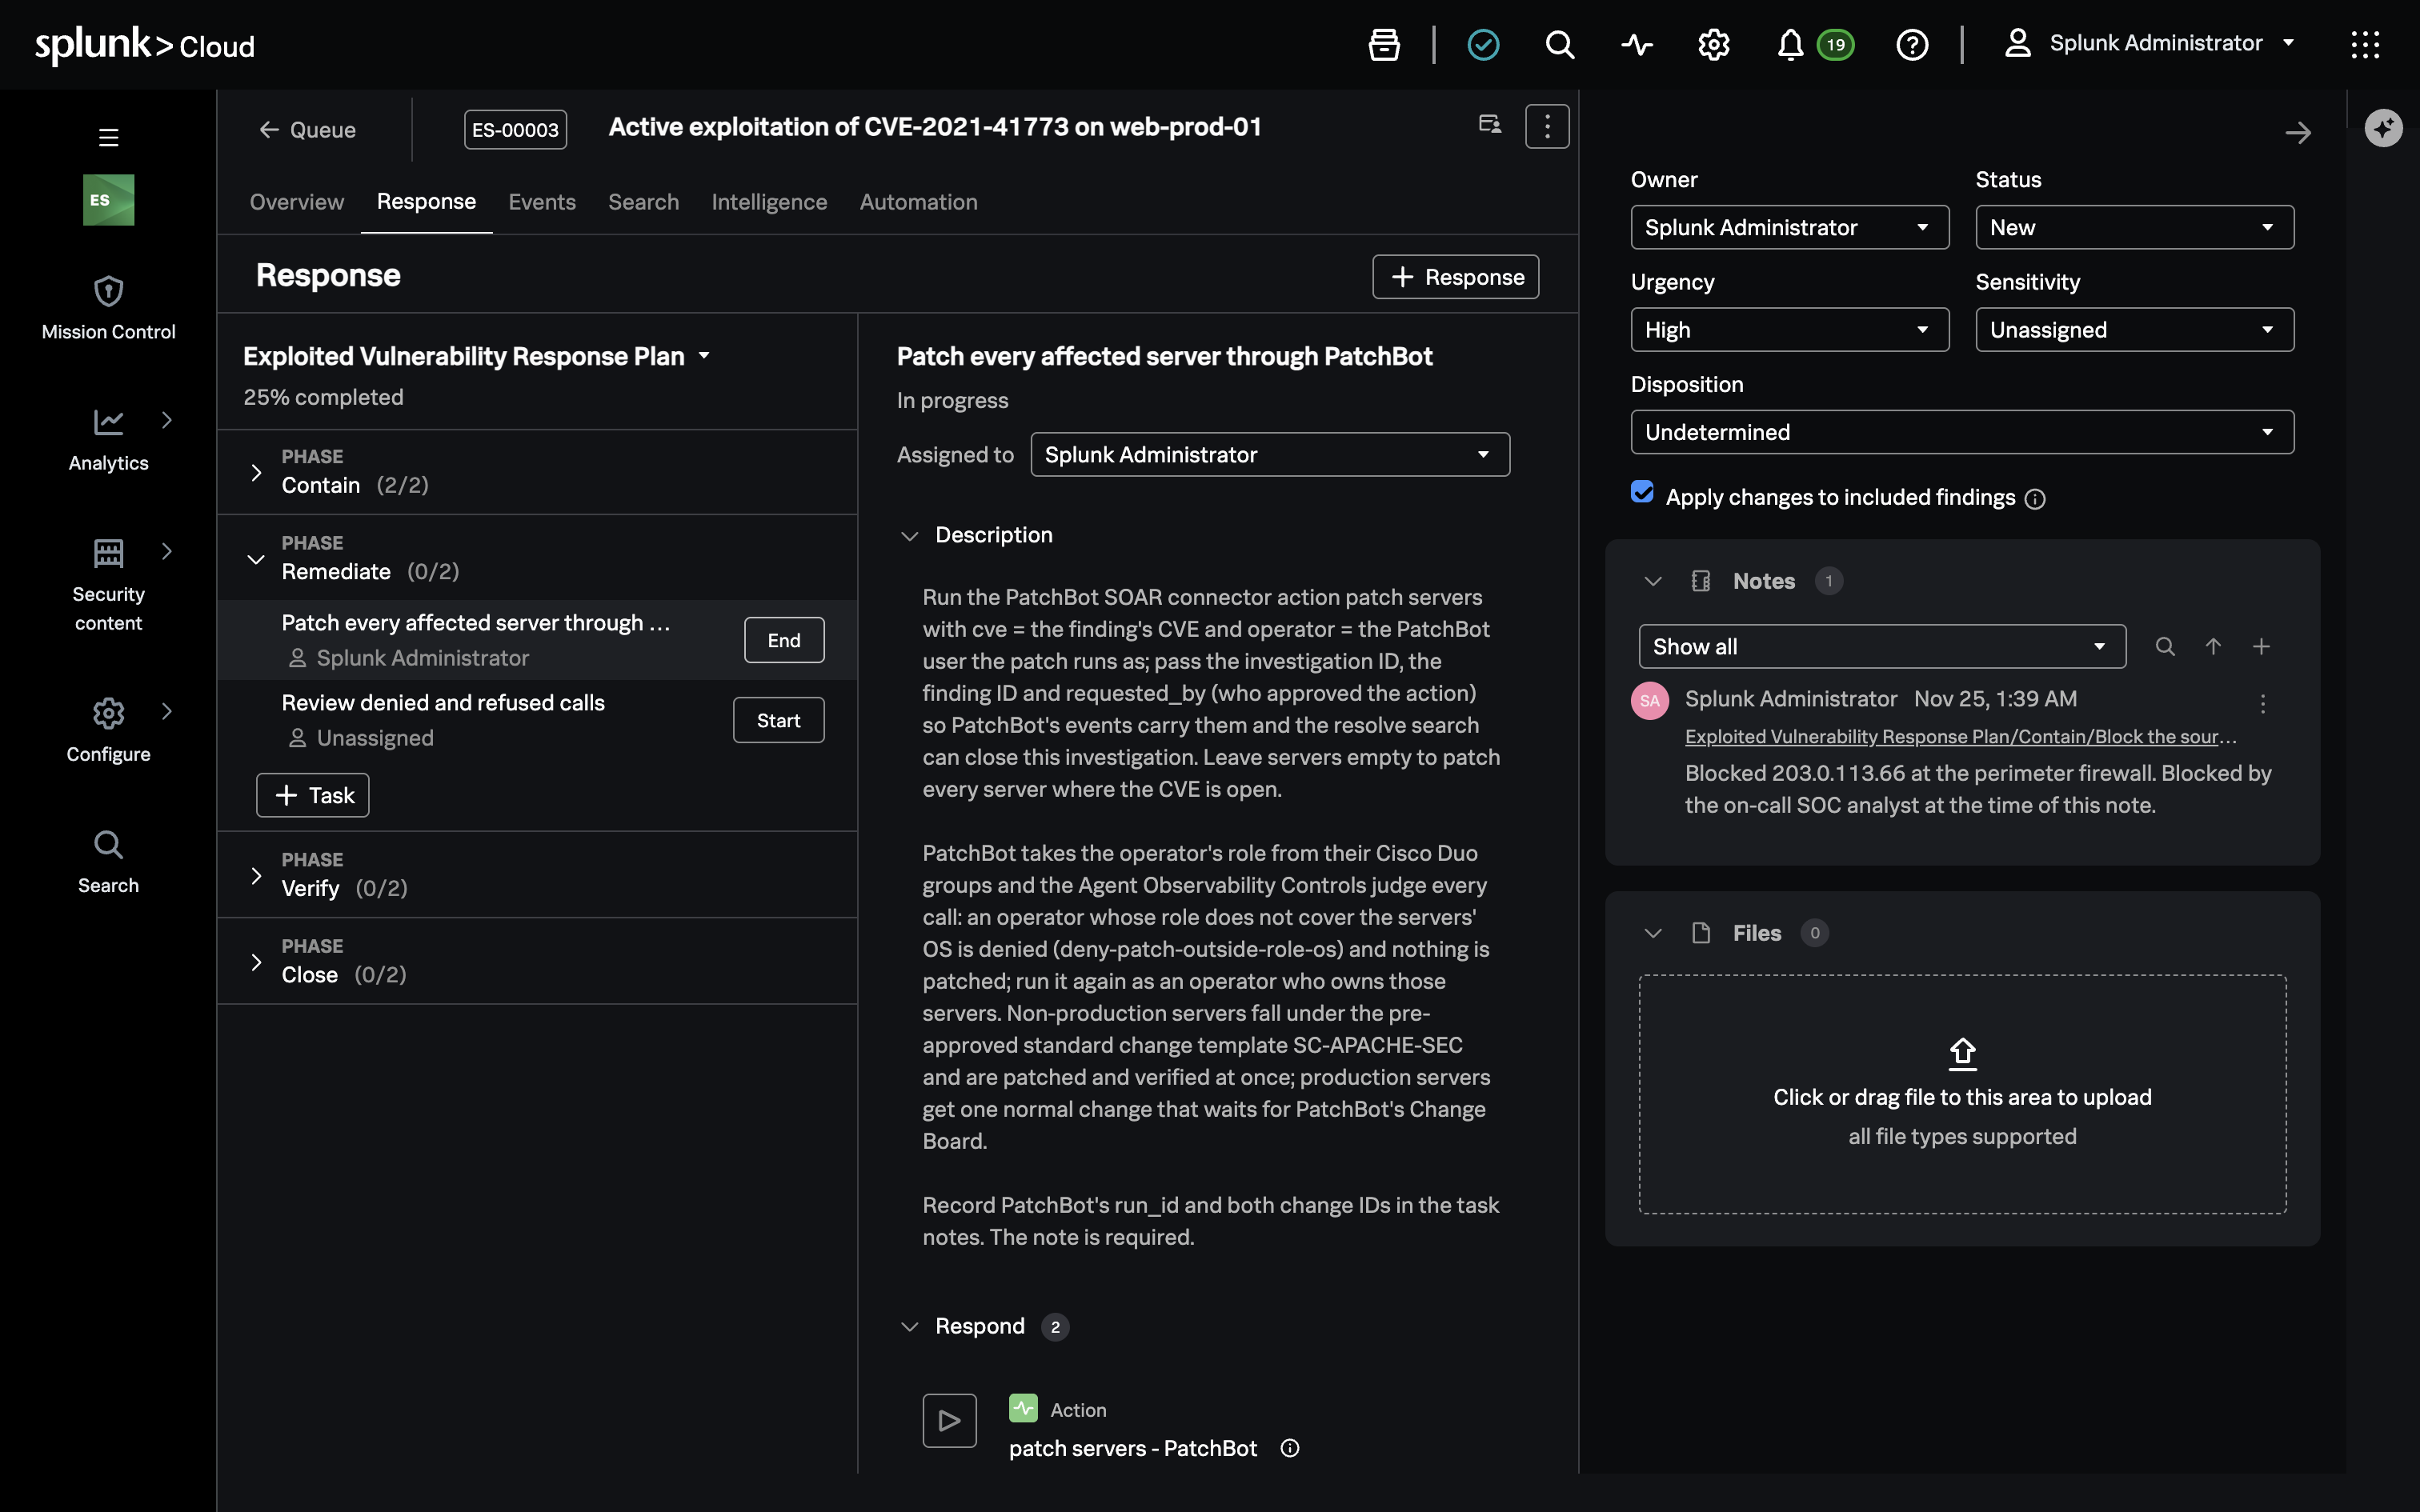 splunk>Cloud
19
Splunk Administrator
ES
Mission Control
Analytics
Security
content
Configure
Search
Queue
ES-00003
Active exploitation of CVE-2021-41773 on web-prod-01
Overview
Response
Events
Search
Intelligence
Automation
Response
+ Response
Exploited Vulnerability Response Plan
25% completed
PHASE
Contain (2/2)
PHASE
Remediate (0/2)
Patch every affected server through ...
Splunk Administrator
End
Review denied and refused calls
Unassigned
Start
+ Task
PHASE
Verify (0/2)
PHASE
Close (0/2)
Patch every affected server through PatchBot
In progress
Assigned to
Splunk Administrator
Description
Run the PatchBot SOAR connector action patch servers
with cve = the finding's CVE and operator = the PatchBot
user the patch runs as; pass the investigation ID, the
finding ID and requested_by (who approved the action)
so PatchBot's events carry them and the resolve search
can close this investigation. Leave servers empty to patch
every server where the CVE is open.
PatchBot takes the operator's role from their Cisco Duo
groups and the Agent Observability Controls judge every
call: an operator whose role does not cover the servers'
OS is denied (deny-patch-outside-role-os) and nothing is
patched; run it again as an operator who owns those
servers. Non-production servers fall under the pre-
approved standard change template SC-APACHE-SEC
and are patched and verified at once; production servers
get one normal change that waits for PatchBot's Change
Board.
Record PatchBot's run_id and both change IDs in the task
notes. The note is required.
Respond 2
Action
patch servers - PatchBot
Owner
Splunk Administrator
Status
New
Urgency
High
Sensitivity
Unassigned
Disposition
Undetermined
Apply changes to included findings
Notes 1
Show all
SA
Splunk Administrator Nov 25, 1:39 AM
Exploited Vulnerability Response Plan/Contain/Block the sour...
Blocked 203.0.113.66 at the perimeter firewall. Blocked by
the on-call SOC analyst at the time of this note.
Files 0
Click or drag file to this area to upload
all file types supported